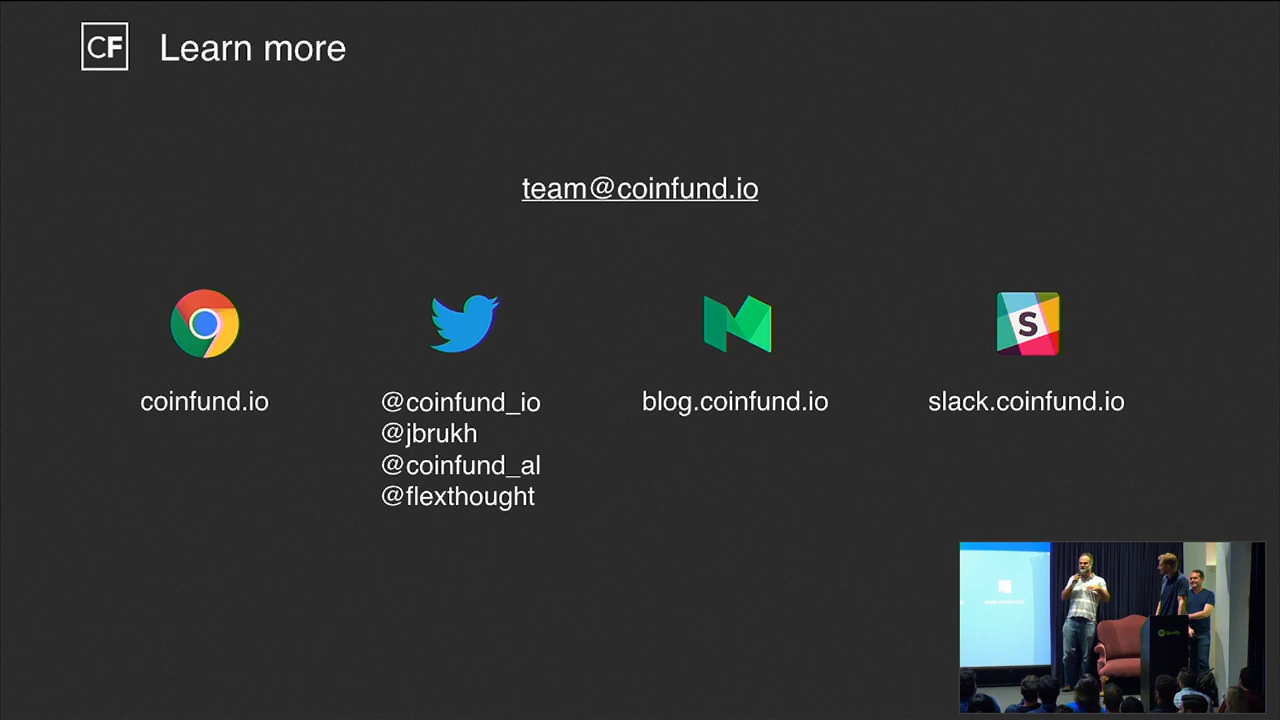 CF
Learn more
team@coinfund.io
coinfund.io
@coinfund_io
@jbrukh
@coinfund_al
@flexthought
blog.coinfund.io
S
slack.coinfund.io